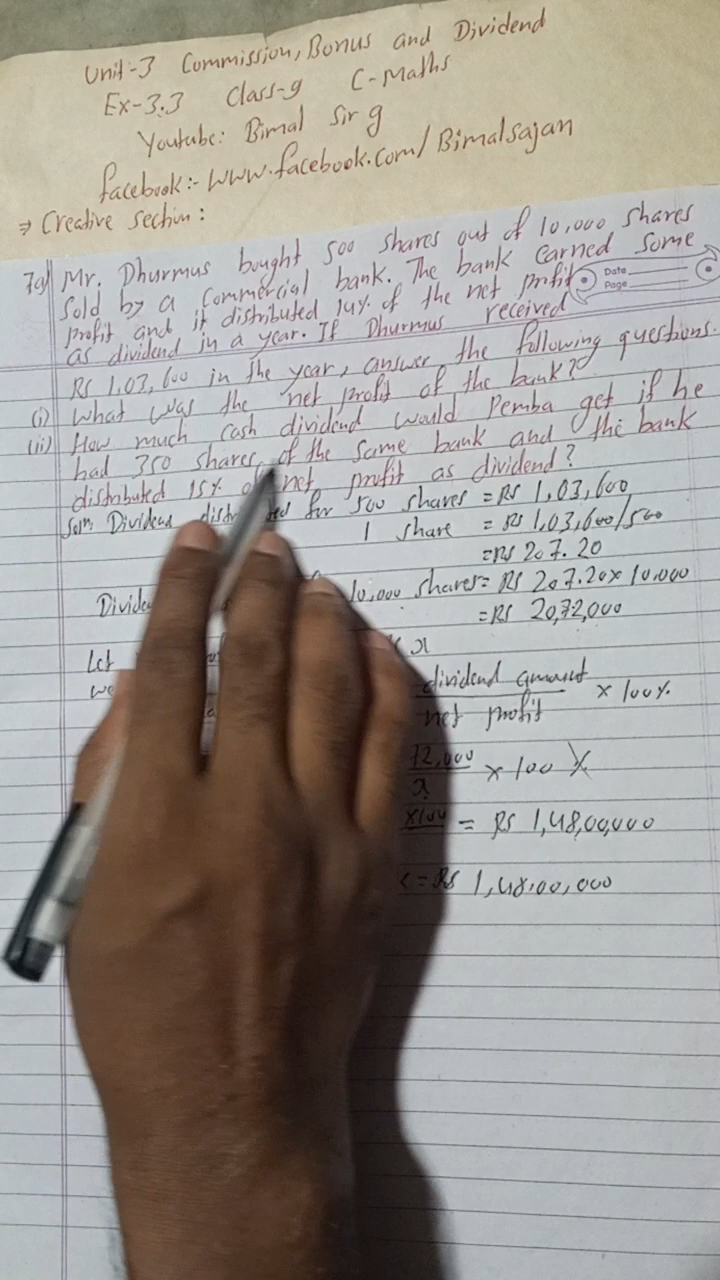 Unit-3 Commission, Bonus and Dividend
Ex-3.3 Class-9 C-Maths
Youtube: Bimal Sir g
facebook:- www.facebook.com/Bimalsajan
⇒ Creative section:
Date
Page
7a) Mr. Dhurmus bought 500 shares out of 10,000 shares
sold by a commercial bank. The bank earned some
profit and it distributed 14% of the net profit
as dividend in a year. If Dhurmus received
Rs 1,03,600 in the year, answer the following questions.
(i) What was the net profit of the bank?
(ii) How much cash dividend would Pemba get if he
had 350 shares of the same bank and the bank
distributed 15% of net profit as dividend?
Soln Dividend for 500 shares = Rs 1,03,600
1 share = Rs 1,03,600/500
= Rs 207.20
10,000 shares = Rs 207.20 x 10,000
= Rs 20,72,000
Let x
we dividend amount / net profit x 100%
72,000 / x x 100 %
x100 = Rs 1,48,00,000
= Rs 1,48,00,000